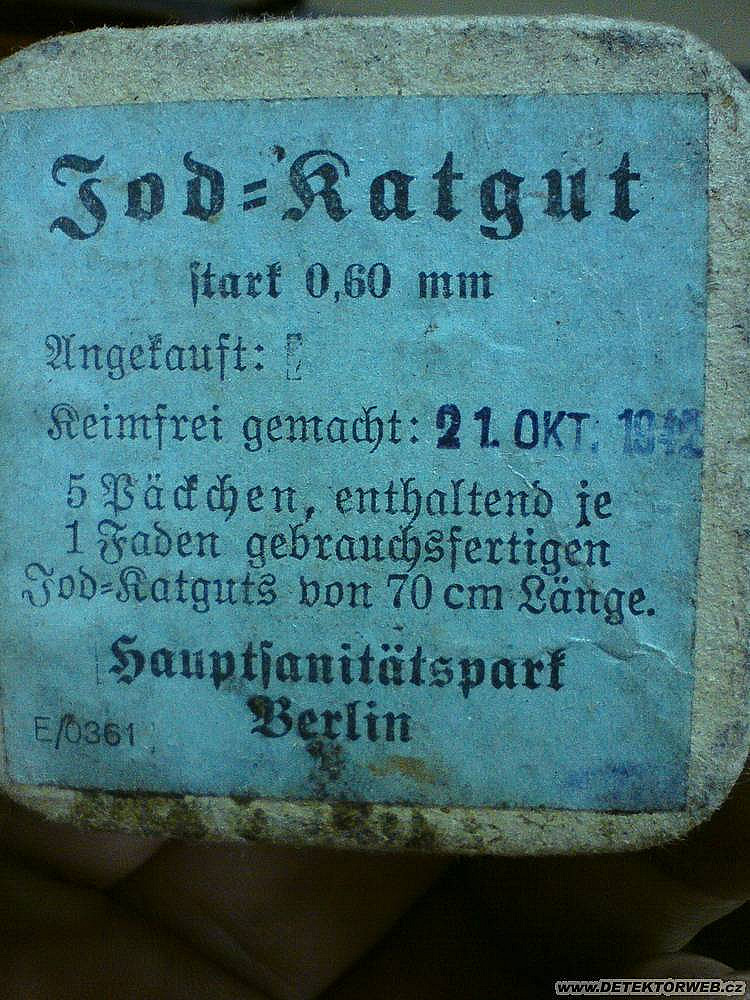 Jod=Katgut
stark 0,60 mm
Angekauft:
Keimfrei gemacht: 21. OKT. 1942
5 Päckchen, enthaltend je
1 Faden gebrauchsfertigen
Jod=Katguts von 70 cm Länge.
Hauptsanitätspark
Berlin
E/0361
www.DETEKTORWEB.cz